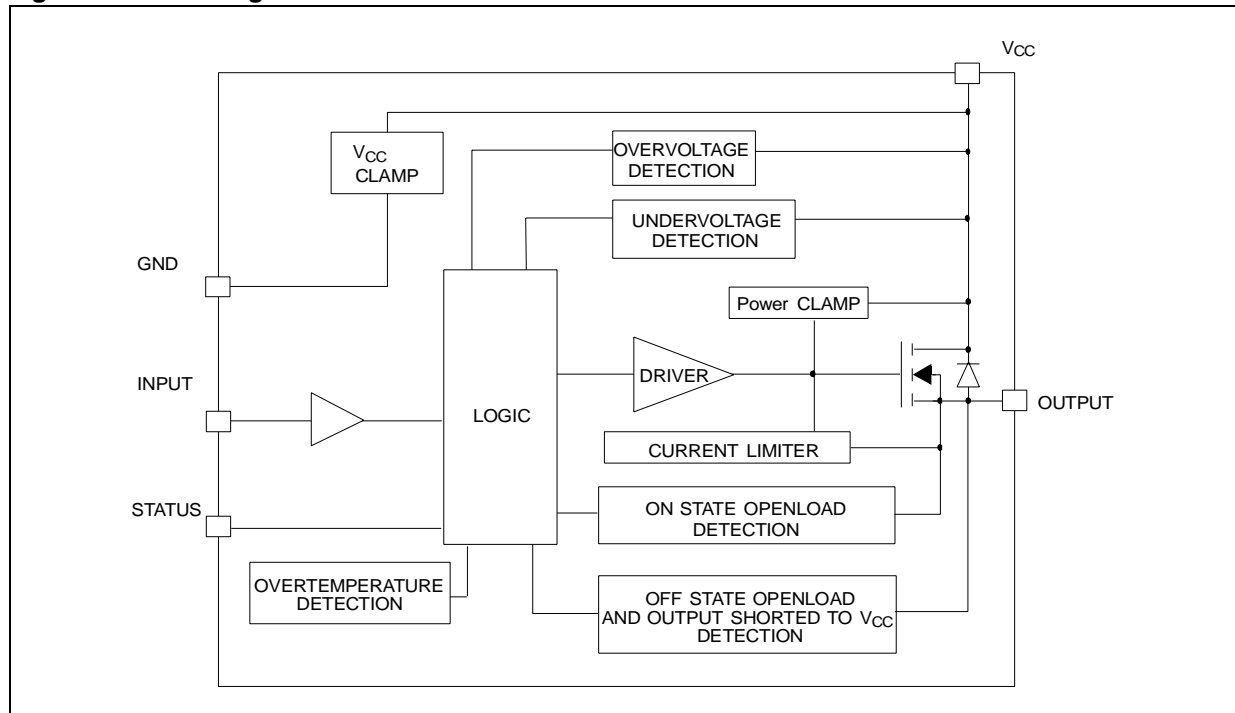 VCC
VCC
CLAMP
OVERVOLTAGE
DETECTION
UNDERVOLTAGE
DETECTION
GND
Power CLAMP
INPUT
DRIVER
LOGIC
OUTPUT
CURRENT LIMITER
STATUS
ON STATE OPENLOAD
DETECTION
OVERTEMPERATURE
DETECTION
OFF STATE OPENLOAD
AND OUTPUT SHORTED TO VCC
DETECTION